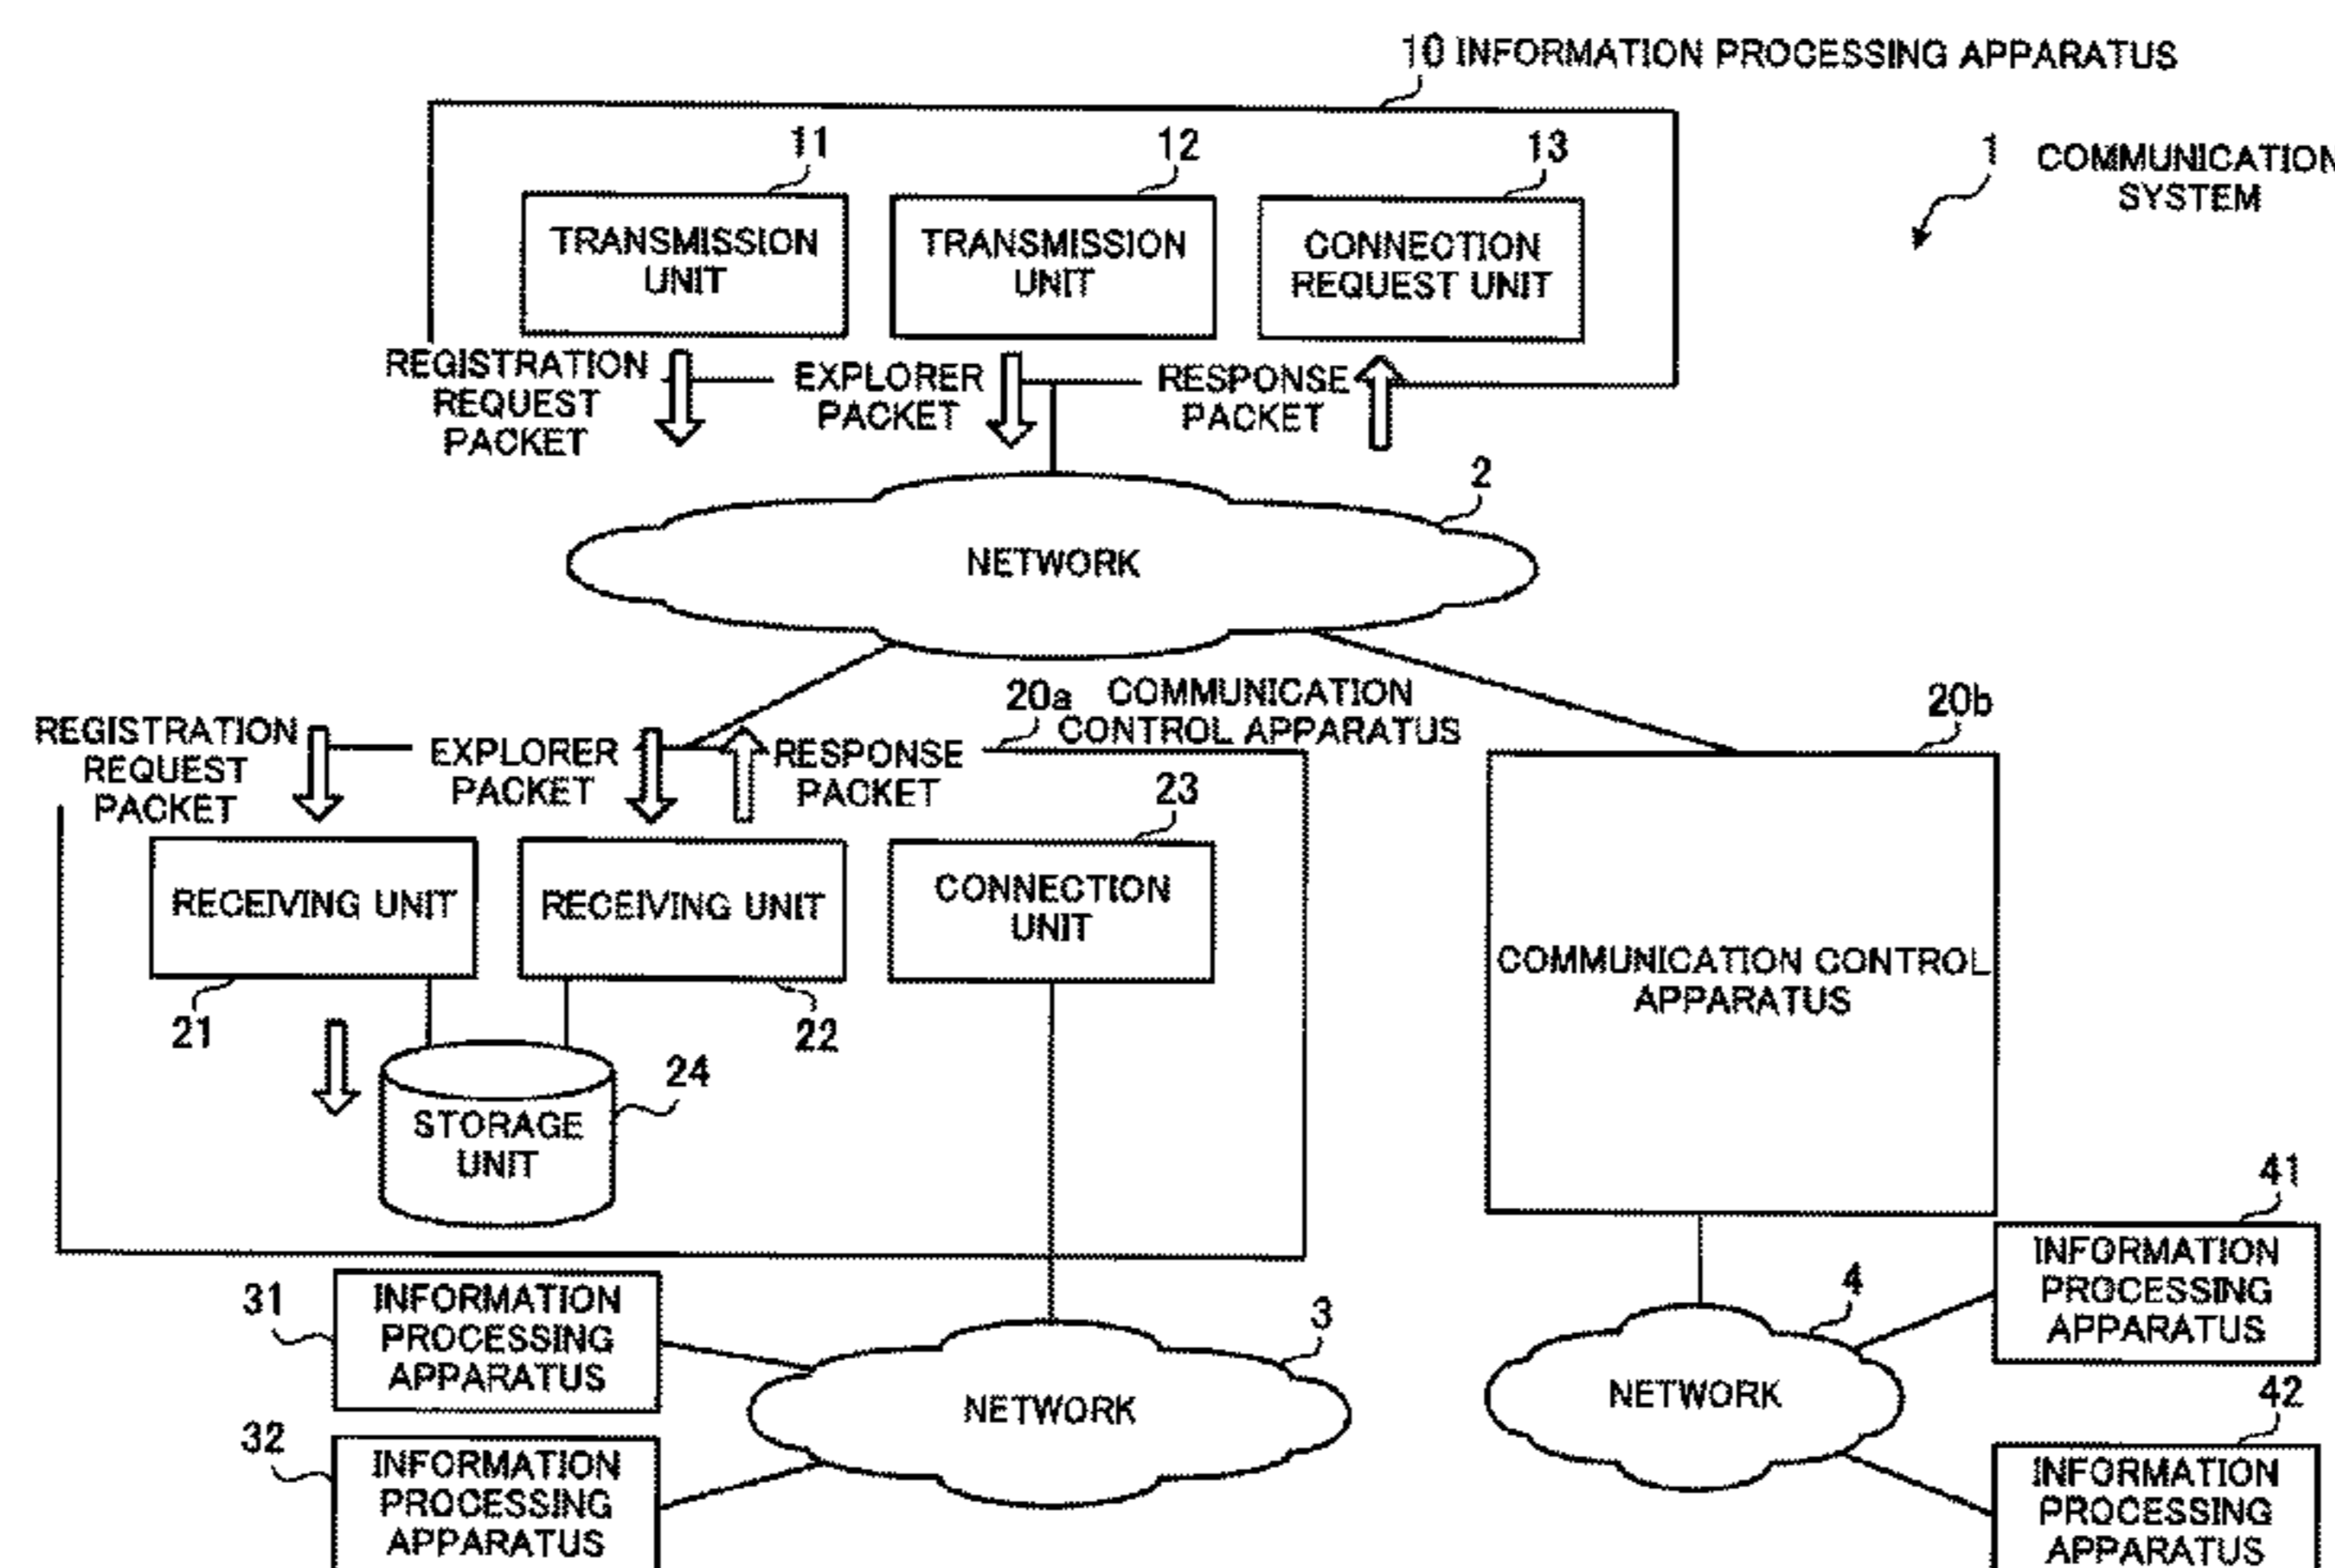 10 INFORMATION PROCESSING APPARATUS
1 COMMUNICATION
SYSTEM
11
12
13
TRANSMISSION
UNIT
TRANSMISSION
UNIT
CONNECTION
REQUEST UNIT
REGISTRATION
REQUEST
PACKET
EXPLORER
PACKET
RESPONSE
PACKET
2
NETWORK
20a COMMUNICATION
CONTROL APPARATUS
20b
REGISTRATION
REQUEST
PACKET
EXPLORER
PACKET
RESPONSE
PACKET
23
RECEIVING UNIT
RECEIVING UNIT
CONNECTION
UNIT
COMMUNICATION CONTROL
APPARATUS
21
22
24
STORAGE
UNIT
31
INFORMATION
PROCESSING
APPARATUS
3
NETWORK
4
NETWORK
41
INFORMATION
PROCESSING
APPARATUS
32
INFORMATION
PROCESSING
APPARATUS
42
INFORMATION
PROCESSING
APPARATUS